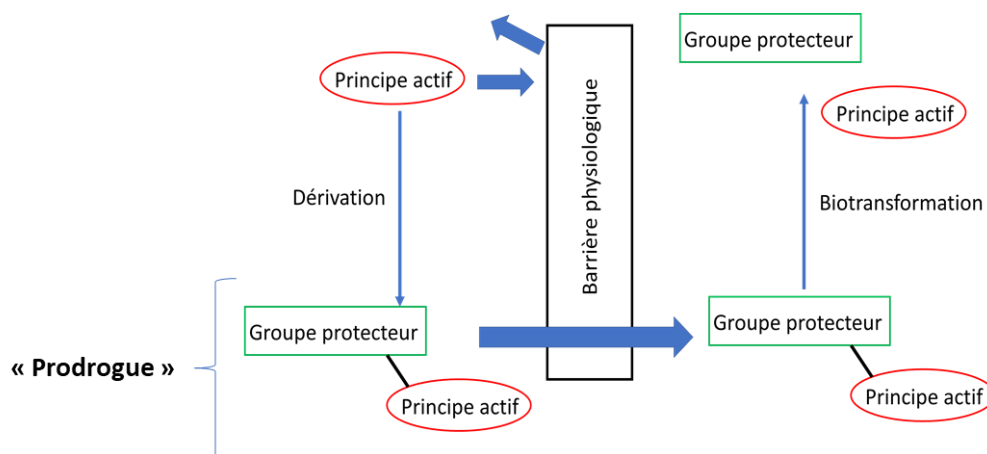 Groupe protecteur
Principe actif
Principe actif
Barrière physiologique
Dérivation
Biotransformation
Groupe protecteur
Groupe protecteur
« Prodrogue »
Principe actif
Principe actif